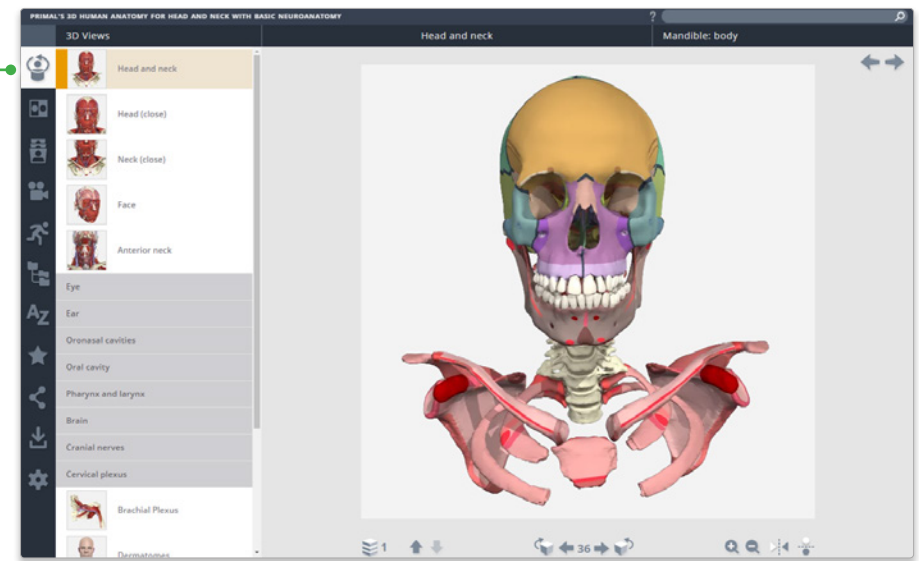 PRIMAL'S 3D HUMAN ANATOMY FOR HEAD AND NECK WITH BASIC NEUROANATOMY
?
3D Views
Head and neck
Mandible: body
Head and neck
Head (close)
Neck (close)
Face
Anterior neck
Eye
Ear
Oronasal cavities
Oral cavity
Pharynx and larynx
Brain
Cranial nerves
Cervical plexus
Brachial Plexus
Dermatomes
AZ
1
36